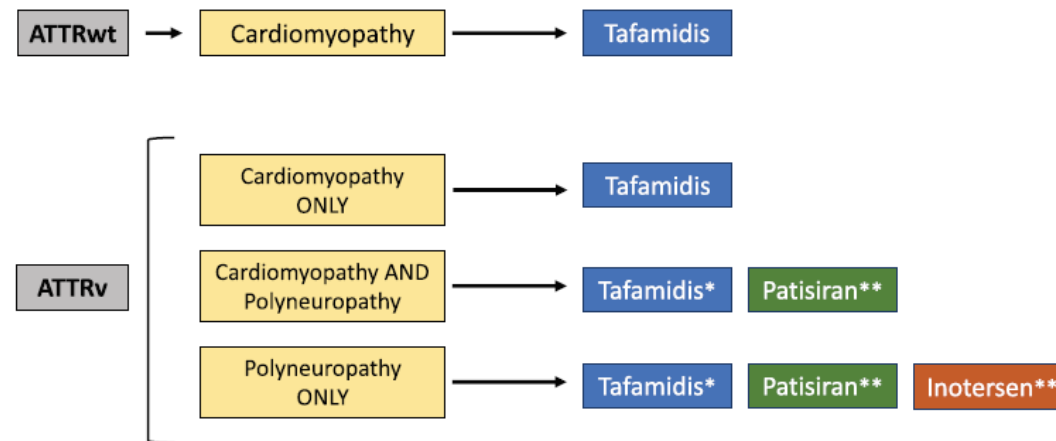 ATTRwt
Cardiomyopathy
Tafamidis
Cardiomyopathy
ONLY
Tafamidis
ATTRv
Cardiomyopathy AND
Polyneuropathy
Tafamidis*
Patisiran**
Polyneuropathy
ONLY
Tafamidis*
Patisiran**
Inotersen**